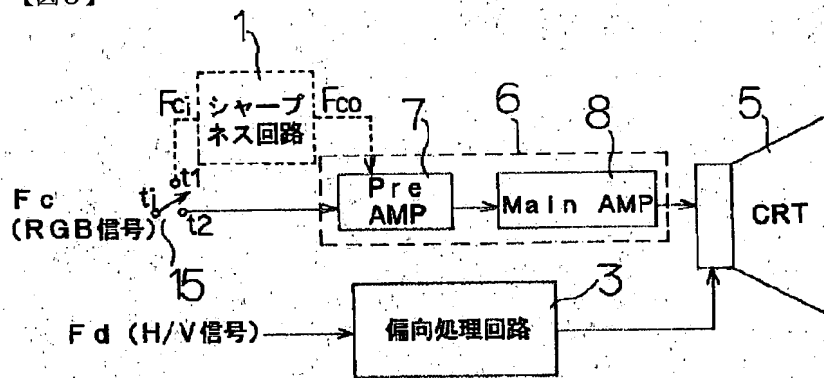 1
Fci
シャープ
ネス回路
Fco
7
6
8
5
ti
t1
t2
Fc
(RGB信号)
15
Pre
AMP
Main AMP
CRT
3
Fd (H/V信号)
偏向処理回路